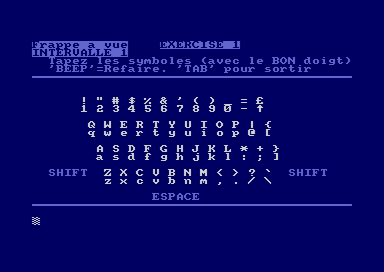 Frappe a vue EXERCISE 1
INTERVALLE 1
Tapez les symboles (avec le BON doigt)
'BEEP'=Refaire. 'TAB' pour sortir
! " # $ % & ' ( ) _ = £
1 2 3 4 5 6 7 8 9 0 - ↑
Q W E R T Y U I O P | {
q w e r t y u i o p @ [
A S D F G H J K L * + }
a s d f g h j k l : ; ]
SHIFT Z X C V B N M < > ? ` SHIFT
z x c v b n m , . / \
ESPACE